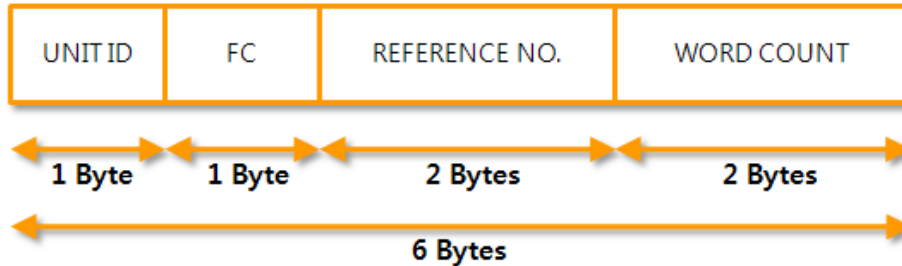 UNIT ID FC REFERENCE NO. WORD COUNT
1 Byte 1 Byte 2 Bytes 2 Bytes
6 Bytes